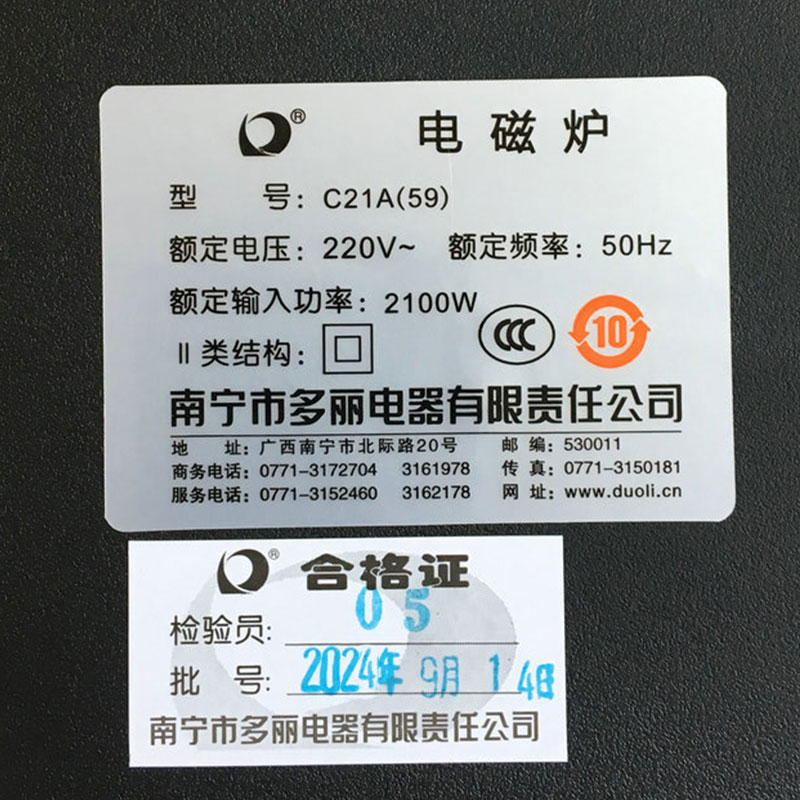 ® 电磁炉
型 号: C21A(59)
额定电压: 220V~ 额定频率: 50Hz
额定输入功率: 2100W
CCC 10
II类结构:
南宁市多丽电器有限责任公司
地 址: 广西南宁市北际路20号 邮 编: 530011
商务电话: 0771-3172704 3161978 传 真: 0771-3150181
服务电话: 0771-3152460 3162178 网 址: www.duoli.cn
® 合格证
检验员: 05
批 号: 2024年9月14日
南宁市多丽电器有限责任公司